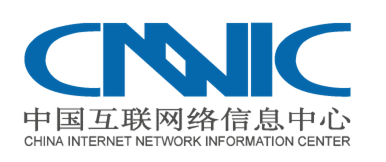 CNNIC
中国互联网络信息中心
CHINA INTERNET NETWORK INFORMATION CENTER